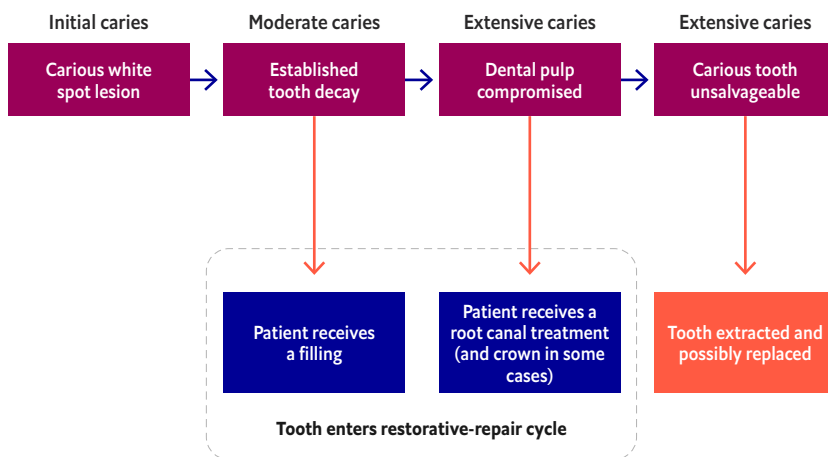 Initial caries
Moderate caries
Extensive caries
Extensive caries
Carious white
spot lesion
Established
tooth decay
Dental pulp
compromised
Carious tooth
unsalvageable
Patient receives
a filling
Patient receives a
root canal treatment
(and crown in some
cases)
Tooth extracted and
possibly replaced
Tooth enters restorative-repair cycle